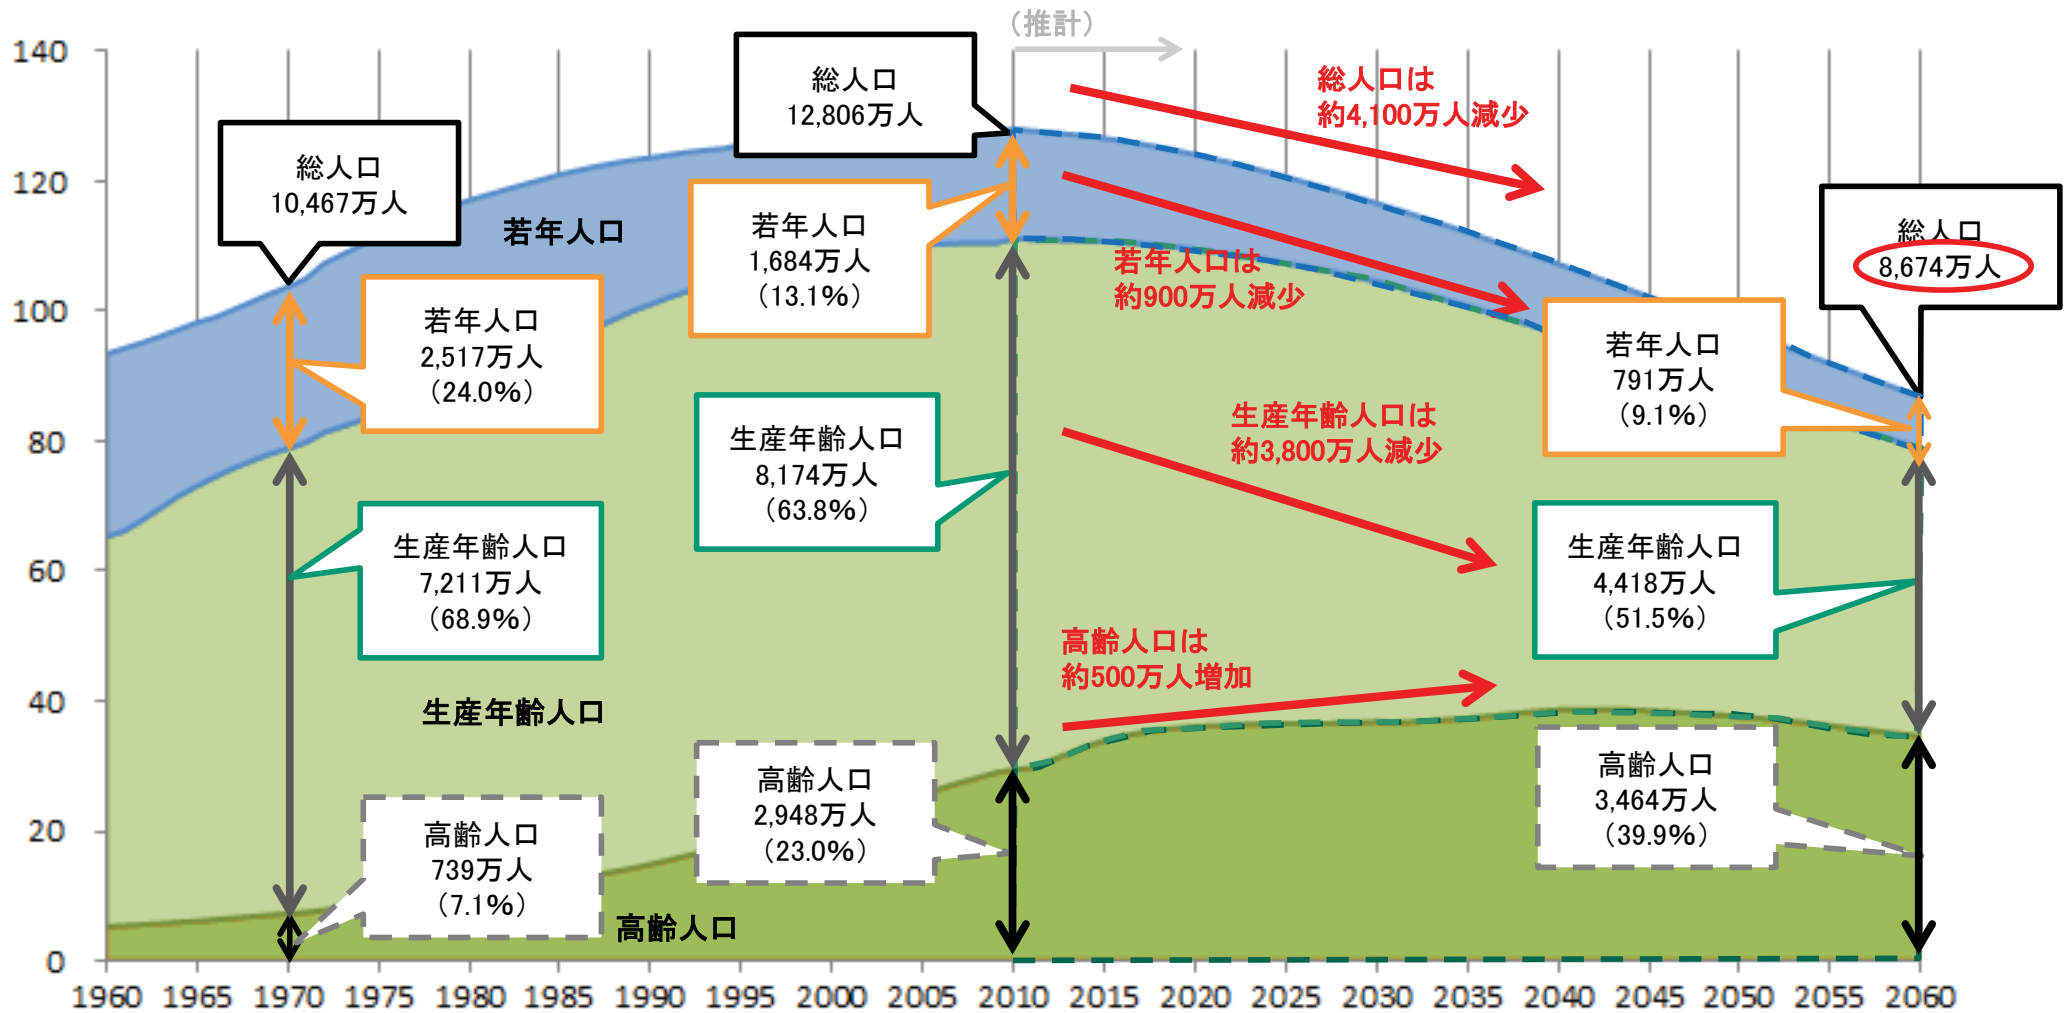 （推計）
140
120
100
80
60
40
20
0
総人口
10,467万人
総人口
12,806万人
総人口は
約4,100万人減少
総人口
8,674万人
若年人口
若年人口
2,517万人
（24.0%）
若年人口
1,684万人
（13.1%）
若年人口は
約900万人減少
若年人口
791万人
（9.1%）
生産年齢人口
7,211万人
（68.9%）
生産年齢人口
8,174万人
（63.8%）
生産年齢人口は
約3,800万人減少
生産年齢人口
4,418万人
（51.5%）
生産年齢人口
高齢人口は
約500万人増加
高齢人口
739万人
（7.1%）
高齢人口
2,948万人
（23.0%）
高齢人口
3,464万人
（39.9%）
高齢人口
1960 1965 1970 1975 1980 1985 1990 1995 2000 2005 2010 2015 2020 2025 2030 2035 2040 2045 2050 2055 2060